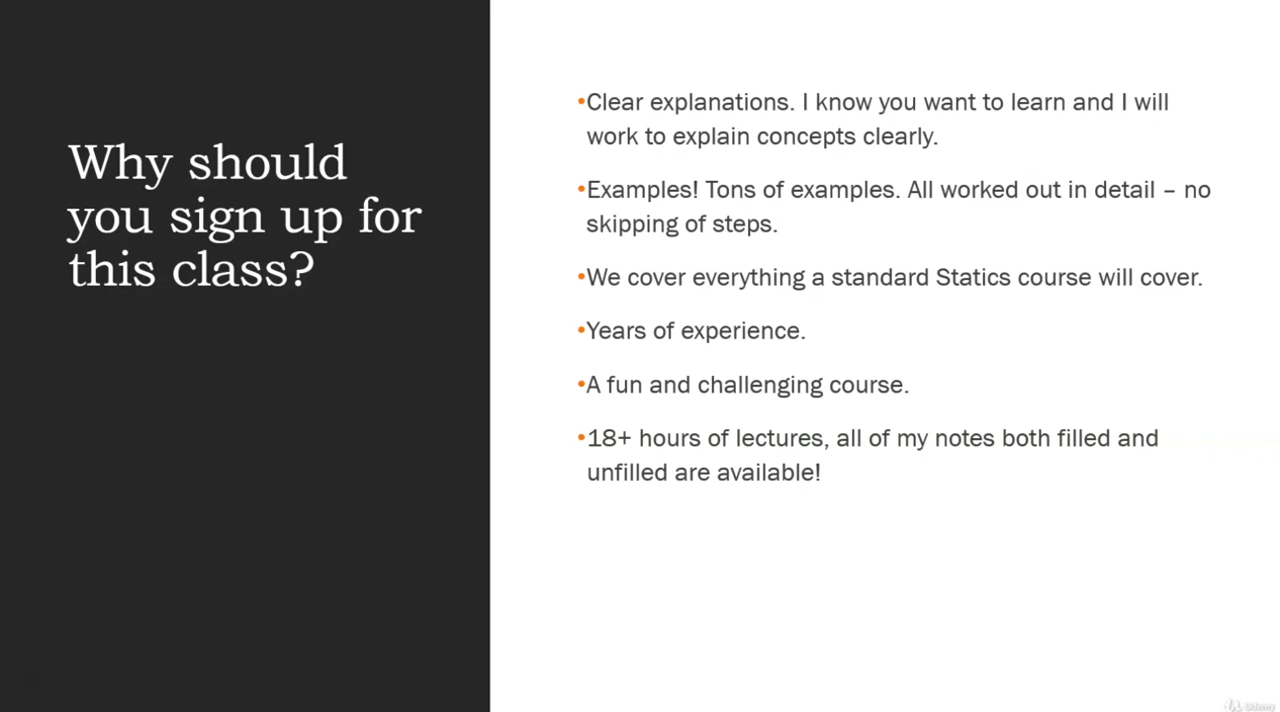 Why should
you sign up for
this class?
•Clear explanations. I know you want to learn and I will
work to explain concepts clearly.
•Examples! Tons of examples. All worked out in detail – no
skipping of steps.
•We cover everything a standard Statics course will cover.
•Years of experience.
•A fun and challenging course.
•18+ hours of lectures, all of my notes both filled and
unfilled are available!
Udemy